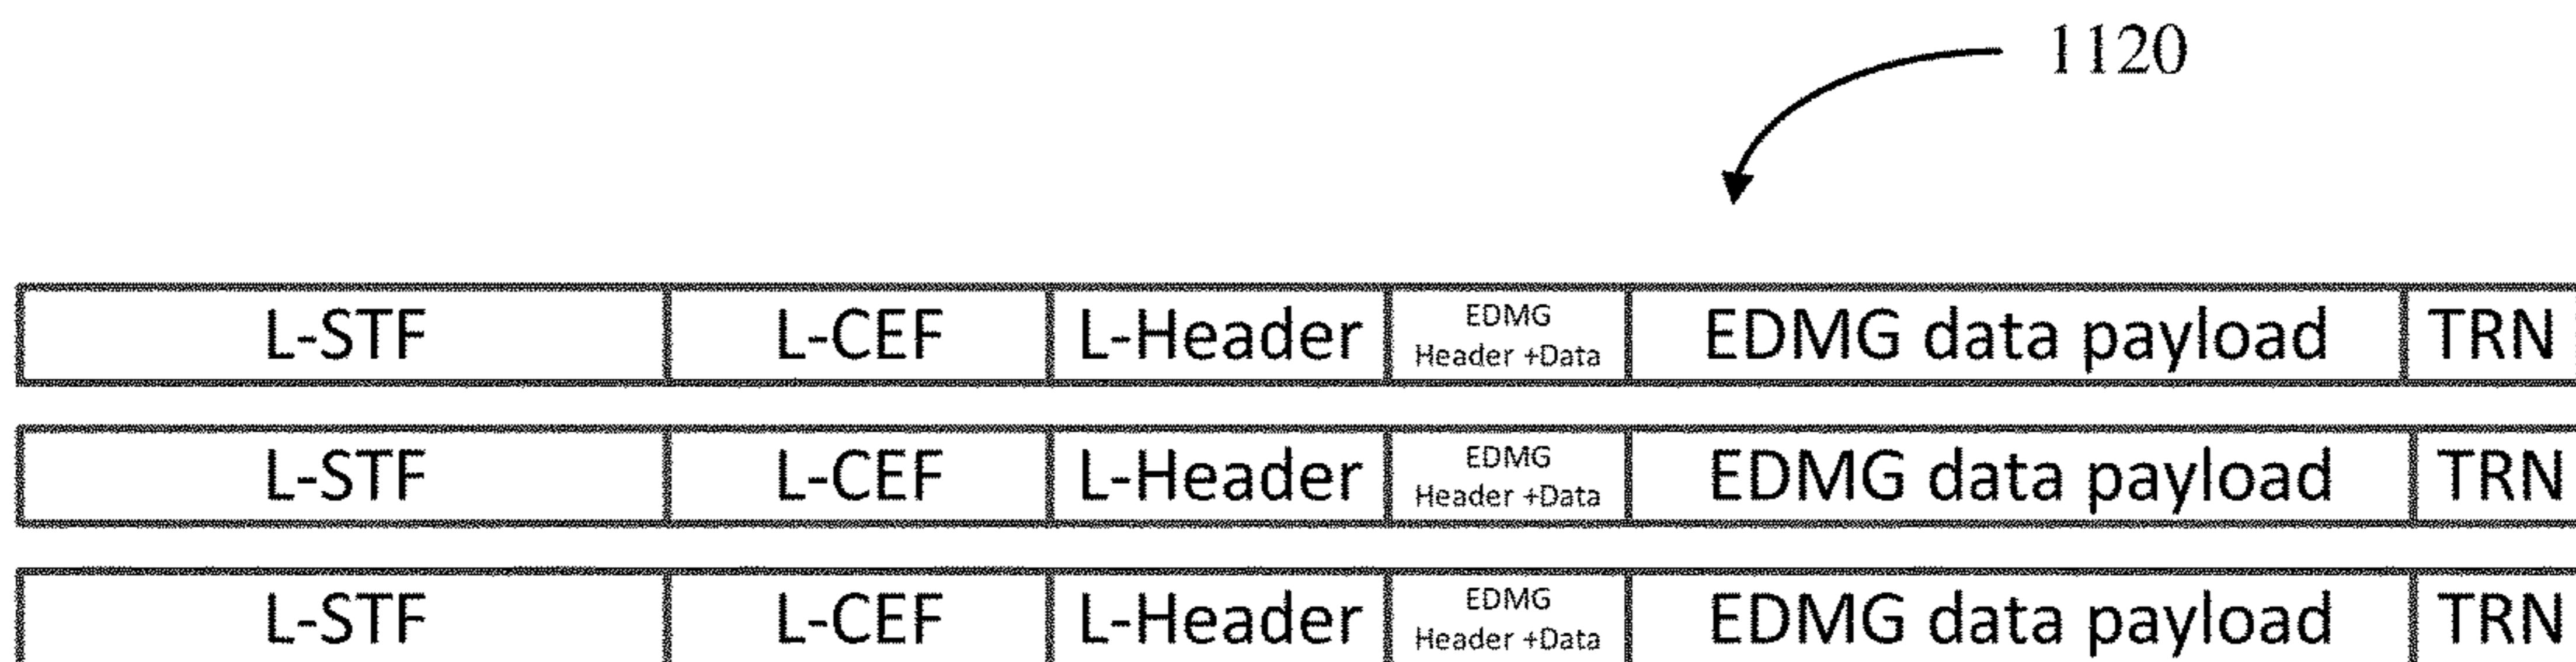 1120
L-STF L-CEF L-Header EDMG Header +Data EDMG data payload TRN
L-STF L-CEF L-Header EDMG Header +Data EDMG data payload TRN
L-STF L-CEF L-Header EDMG Header +Data EDMG data payload TRN